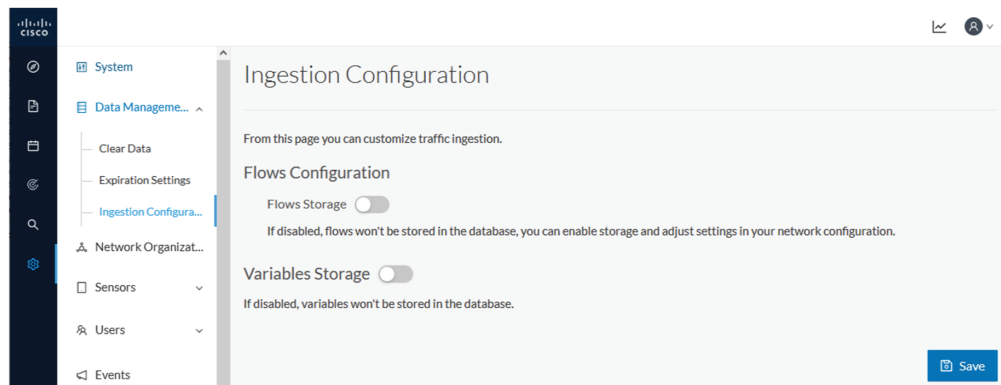 CISCO
System
Data Manageme...
Clear Data
Expiration Settings
Ingestion Configura...
Network Organizat...
Sensors
Users
Events
Ingestion Configuration
From this page you can customize traffic ingestion.
Flows Configuration
Flows Storage
If disabled, flows won't be stored in the database, you can enable storage and adjust settings in your network configuration.
Variables Storage
If disabled, variables won't be stored in the database.
Save